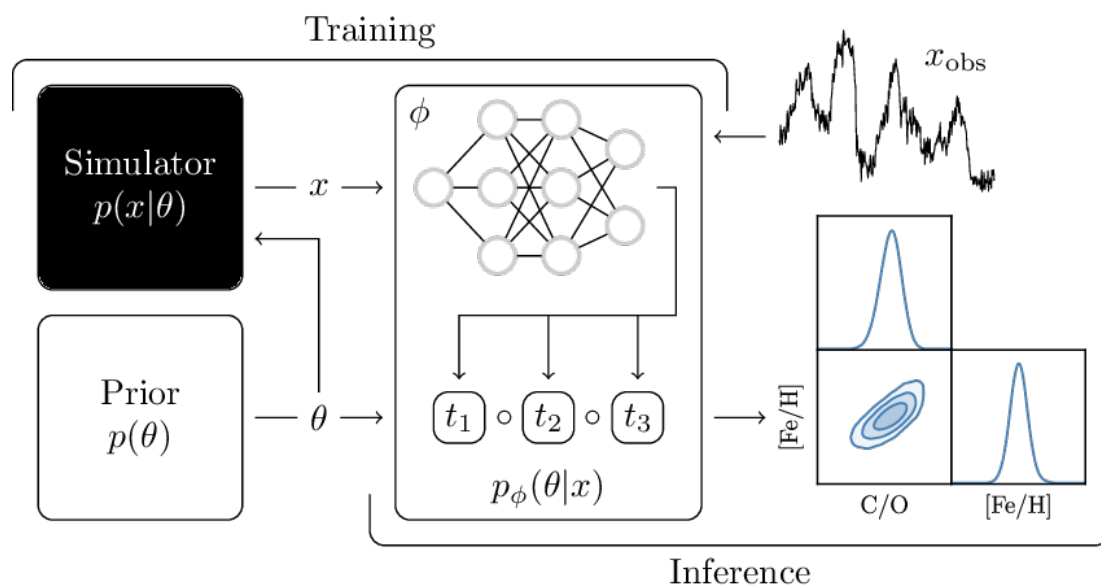 Training
x_obs
ϕ
Simulator
p(x|θ)
x
Prior
p(θ)
θ
t_1 ∘ t_2 ∘ t_3
p_ϕ(θ|x)
[Fe/H]
C/O
[Fe/H]
Inference